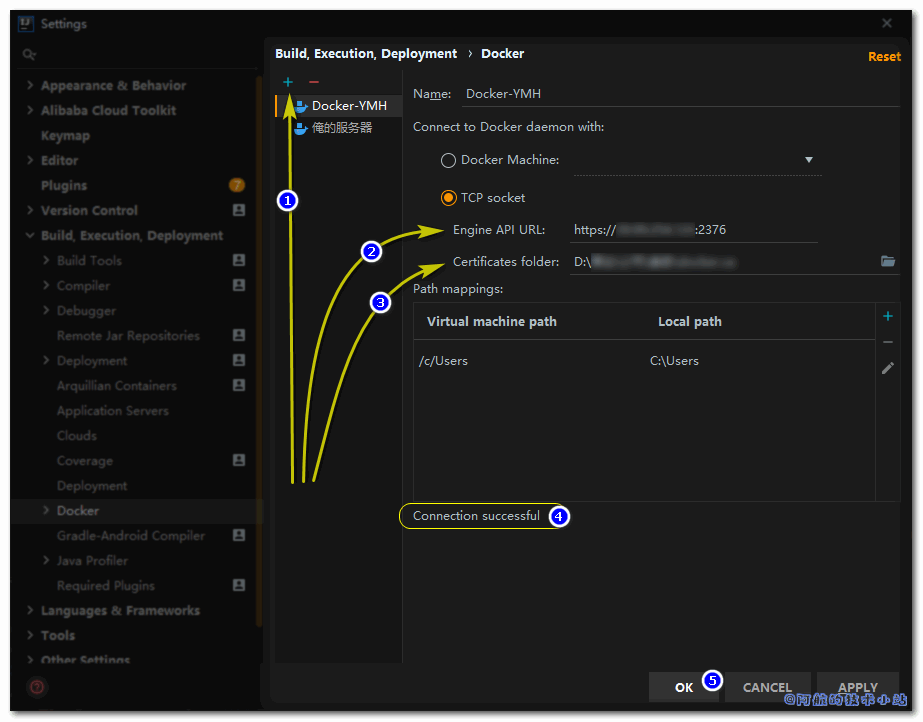 Settings
Appearance & Behavior
Alibaba Cloud Toolkit
Keymap
Editor
Plugins 7
Version Control
Build, Execution, Deployment
Build Tools
Compiler
Debugger
Remote Jar Repositories
Deployment
Arquillian Containers
Application Servers
Clouds
Coverage
Deployment
Docker
Gradle-Android Compiler
Java Profiler
Required Plugins
Languages & Frameworks
Tools
Other Settings
?
Build, Execution, Deployment › Docker
Reset
+ −
Docker-YMH
俺的服务器
1
2
3
Name: Docker-YMH
Connect to Docker daemon with:
Docker Machine:
TCP socket
Engine API URL: https:// :2376
Certificates folder: D:\
Path mappings:
Virtual machine path Local path
/c/Users C:\Users
Connection successful 4
OK 5 CANCEL APPLY
@阿航的技术小站